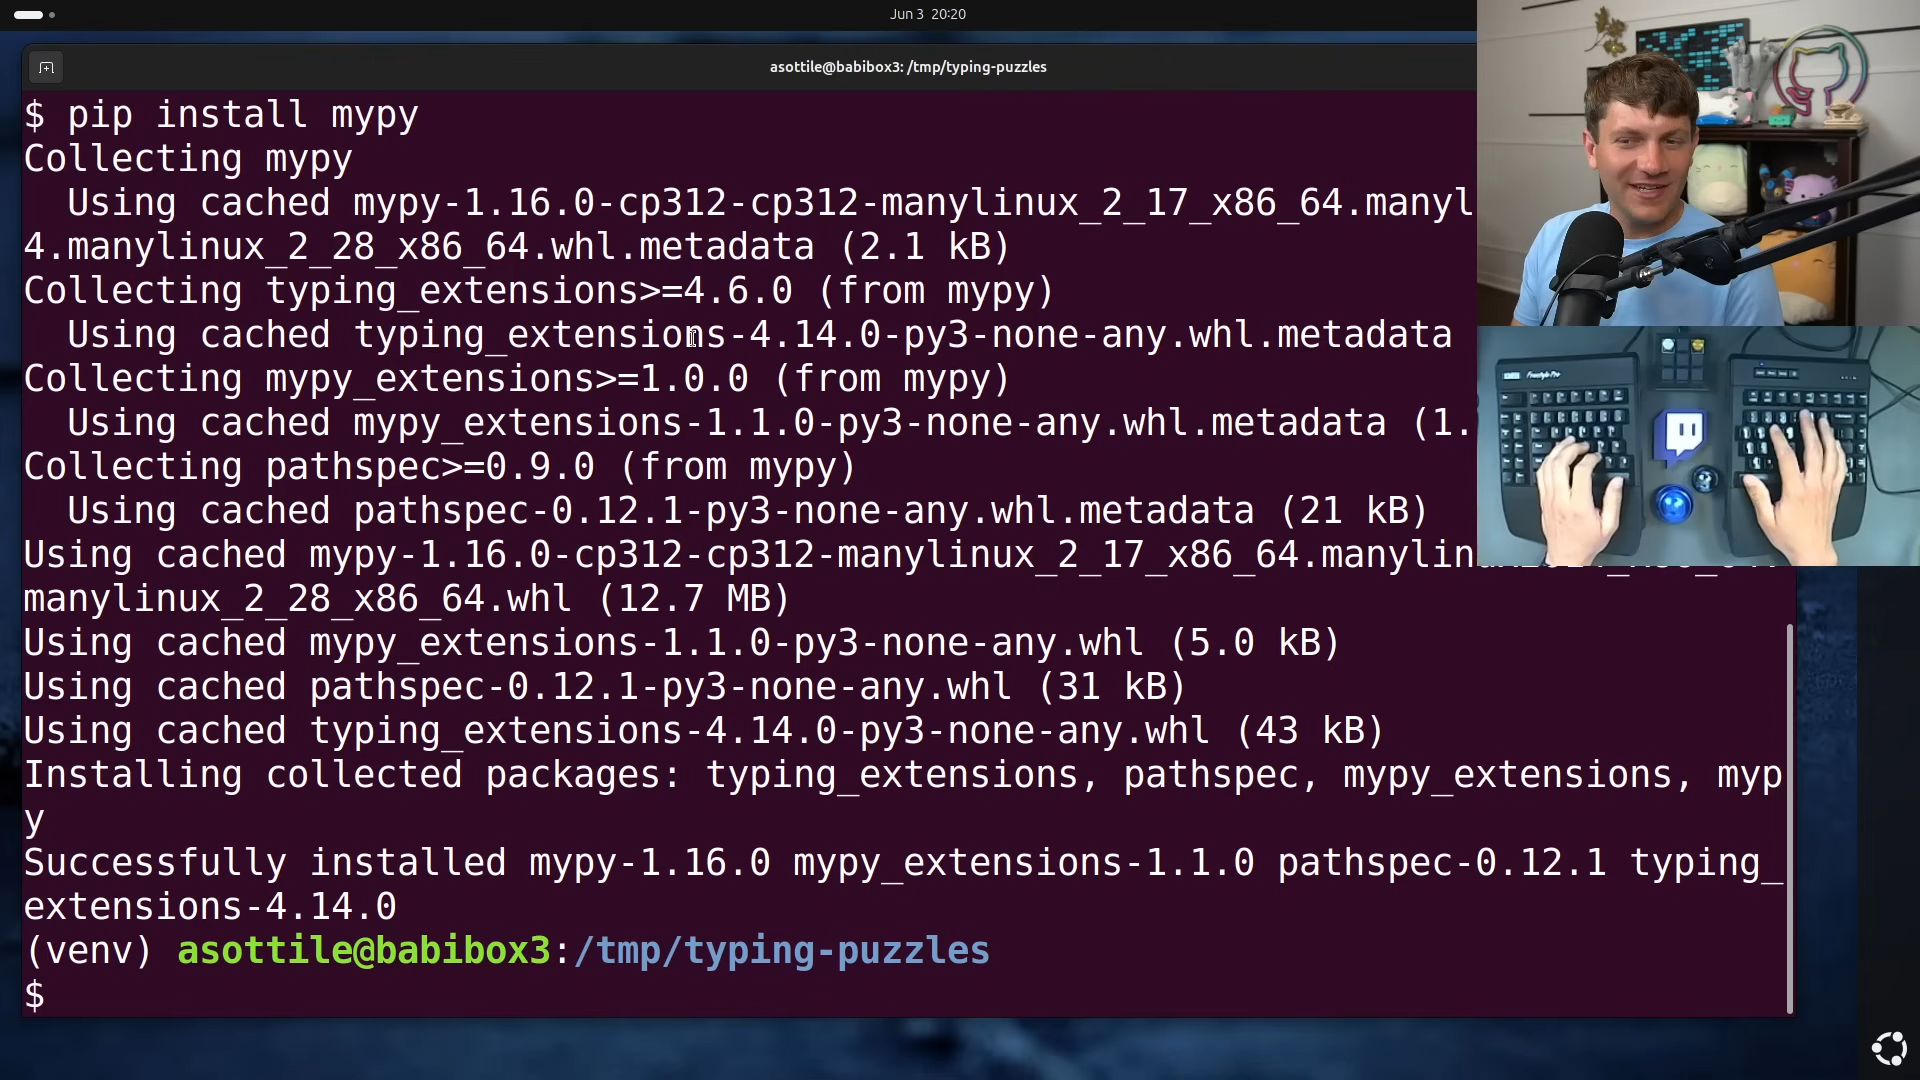 Jun 3 20:20
asottile@babibox3: /tmp/typing-puzzles
$ pip install mypy
Collecting mypy
  Using cached mypy-1.16.0-cp312-cp312-manylinux_2_17_x86_64.manyl
4.manylinux_2_28_x86_64.whl.metadata (2.1 kB)
Collecting typing_extensions>=4.6.0 (from mypy)
  Using cached typing_extensions-4.14.0-py3-none-any.whl.metadata
Collecting mypy_extensions>=1.0.0 (from mypy)
  Using cached mypy_extensions-1.1.0-py3-none-any.whl.metadata (1.
Collecting pathspec>=0.9.0 (from mypy)
  Using cached pathspec-0.12.1-py3-none-any.whl.metadata (21 kB)
Using cached mypy-1.16.0-cp312-cp312-manylinux_2_17_x86_64.manylin
manylinux_2_28_x86_64.whl (12.7 MB)
Using cached mypy_extensions-1.1.0-py3-none-any.whl (5.0 kB)
Using cached pathspec-0.12.1-py3-none-any.whl (31 kB)
Using cached typing_extensions-4.14.0-py3-none-any.whl (43 kB)
Installing collected packages: typing_extensions, pathspec, mypy_extensions, myp
y
Successfully installed mypy-1.16.0 mypy_extensions-1.1.0 pathspec-0.12.1 typing_
extensions-4.14.0
(venv) asottile@babibox3:/tmp/typing-puzzles
$
Freestyle Pro